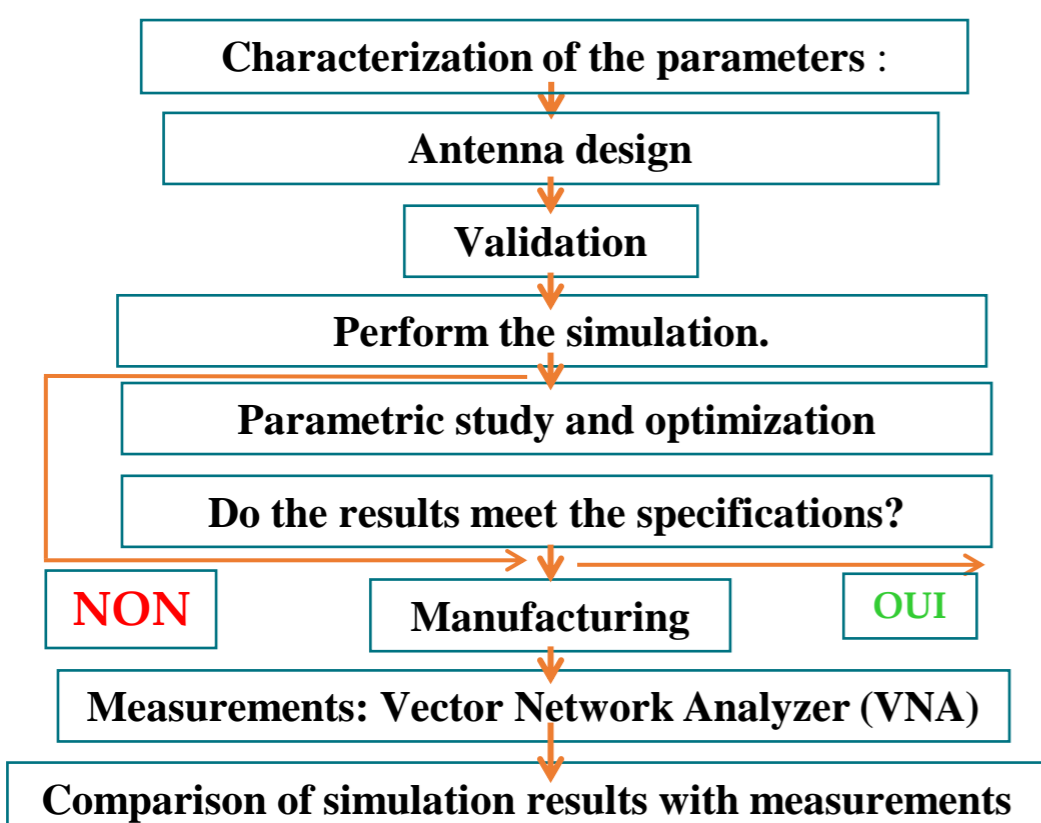 Characterization of the parameters :
Antenna design
Validation
Perform the simulation.
Parametric study and optimization
Do the results meet the specifications?
NON
Manufacturing
OUI
Measurements: Vector Network Analyzer (VNA)
Comparison of simulation results with measurements